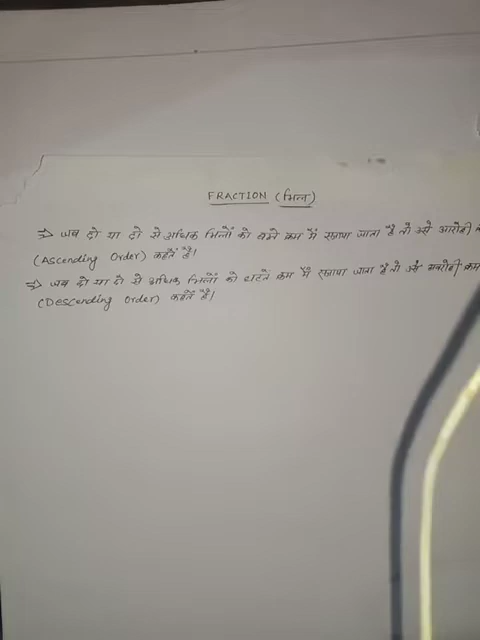 FRACTION (भिन्न)
⇒ जब दो या दो से अधिक भिन्नों को क्रम में सजाया जाता है तो उसे आरोही
(Ascending Order) कहतें है।
⇒ जब दो या दो से अधिक भिन्नों को घटतें क्रम में सजाया जाता है तो उसे अवरोही क्रम
(Descending Order) कहतें है।